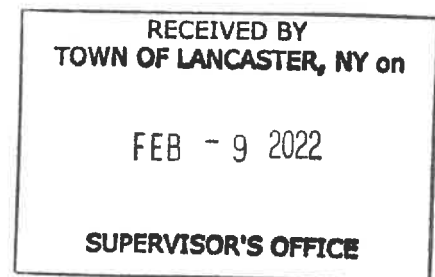 RECEIVED BY
TOWN OF LANCASTER, NY on
FEB - 9 2022
SUPERVISOR'S OFFICE